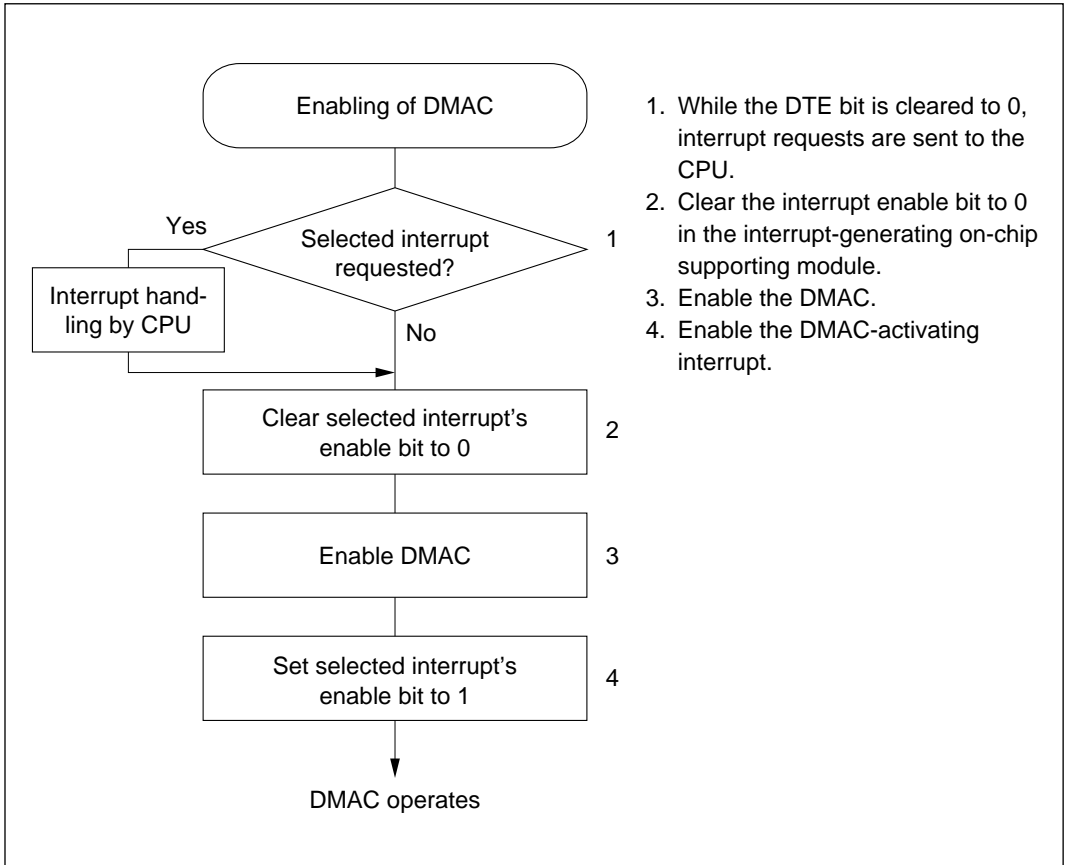 Enabling of DMAC
Selected interrupt
requested?
1
Yes
No
Interrupt hand-
ling by CPU
Clear selected interrupt's
enable bit to 0
2
Enable DMAC
3
Set selected interrupt's
enable bit to 1
4
DMAC operates
1. While the DTE bit is cleared to 0,
interrupt requests are sent to the
CPU.
2. Clear the interrupt enable bit to 0
in the interrupt-generating on-chip
supporting module.
3. Enable the DMAC.
4. Enable the DMAC-activating
interrupt.